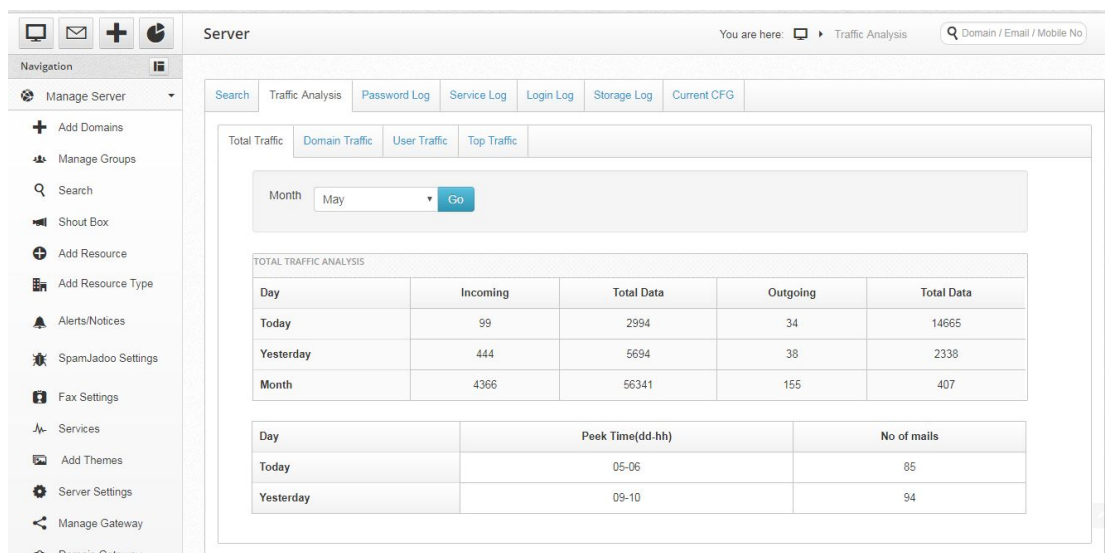 Server
You are here: Traffic Analysis
Domain / Email / Mobile No
Navigation
Manage Server
Add Domains
Manage Groups
Search
Shout Box
Add Resource
Add Resource Type
Alerts/Notices
SpamJadoo Settings
Fax Settings
Services
Add Themes
Server Settings
Manage Gateway
Search Traffic Analysis Password Log Service Log Login Log Storage Log Current CFG
Total Traffic Domain Traffic User Traffic Top Traffic
Month May Go
TOTAL TRAFFIC ANALYSIS
Day Incoming Total Data Outgoing Total Data
Today 99 2994 34 14665
Yesterday 444 5694 38 2338
Month 4366 56341 155 407
Day Peek Time(dd-hh) No of mails
Today 05-06 85
Yesterday 09-10 94